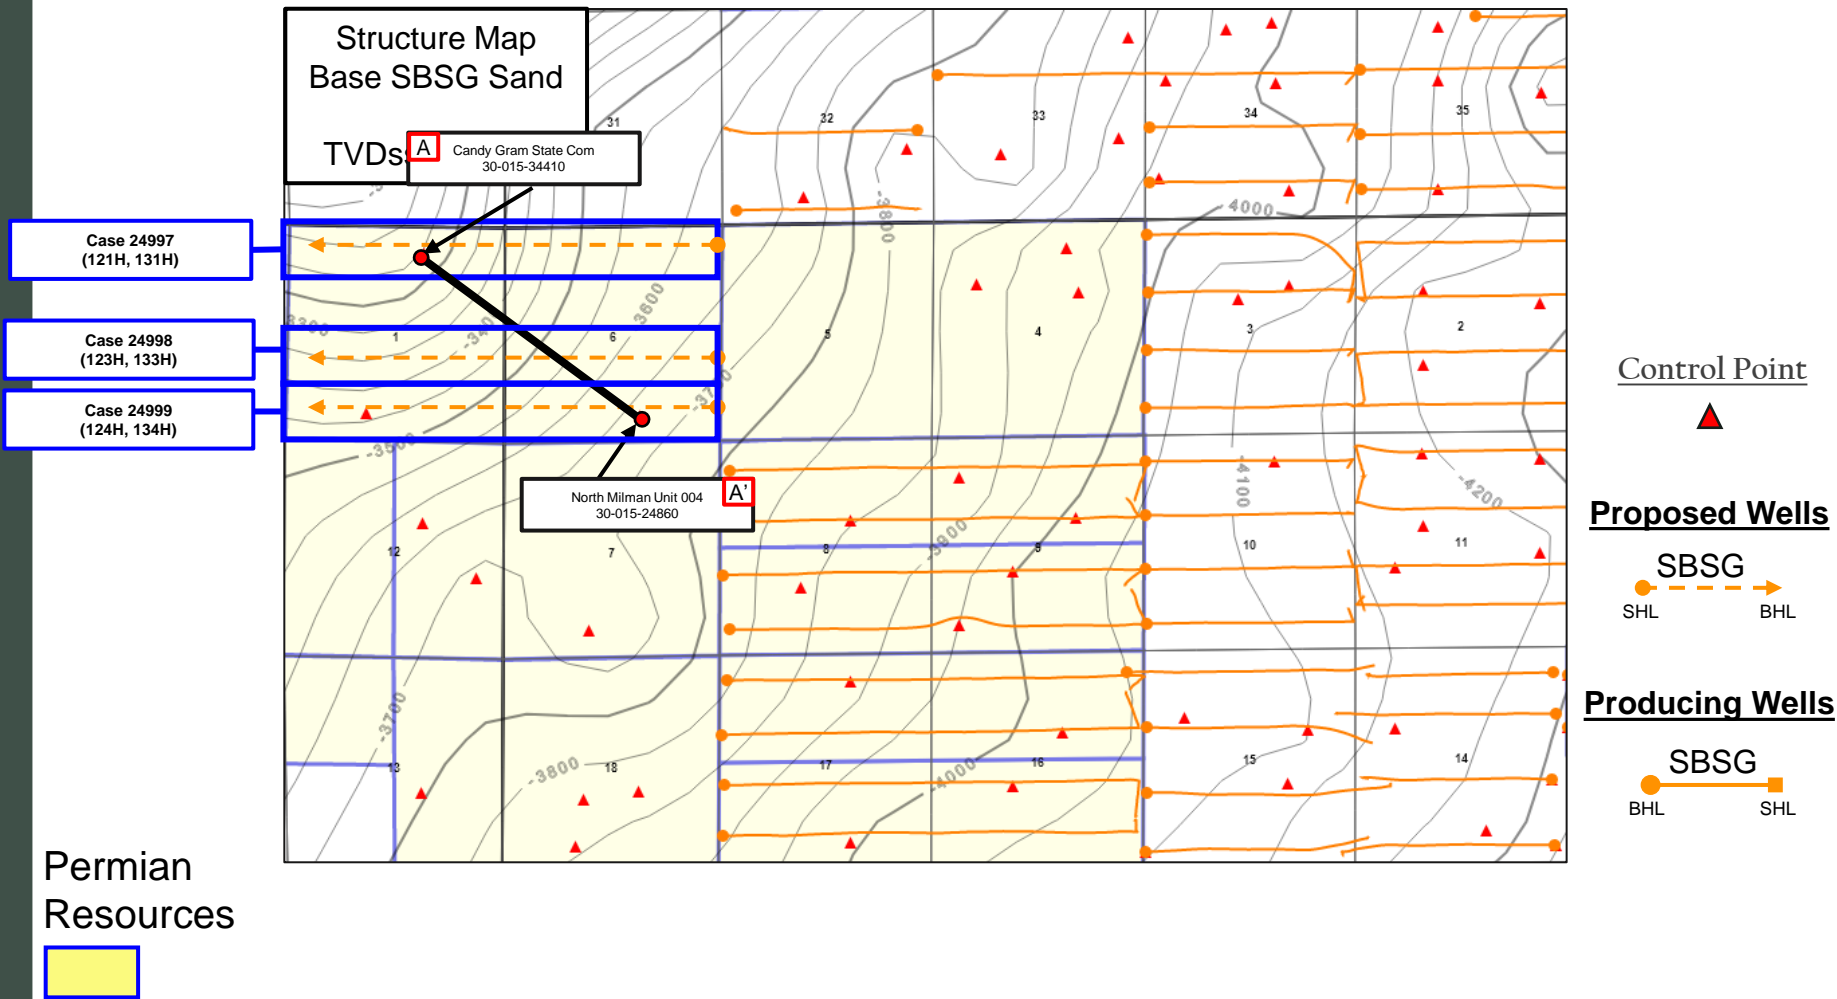 Structure Map
Base SBSG Sand
A
Candy Gram State Com
30-015-34410
31
32
33
34
35
-3800
4000
Case 24997
(121H, 131H)
Case 24998
(123H, 133H)
Case 24999
(124H, 134H)
3600
1
6
5
4
3
2
Control Point
North Milman Unit 004
30-015-24860
A'
-4100
-4200
Proposed Wells
SBSG
SHL
BHL
12
7
8
9
10
11
-3900
-3700
Producing Wells
SBSG
BHL
SHL
13
-3800
18
17
-4000
16
15
14
Permian
Resources